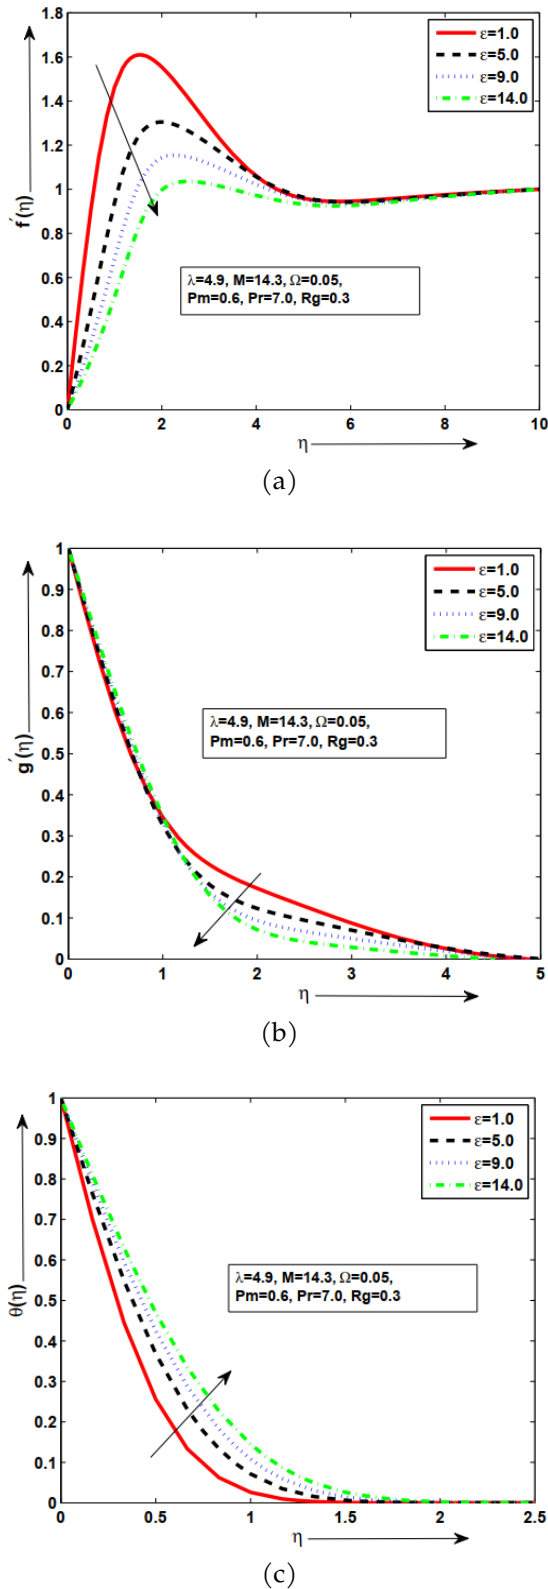 1.8
1.6
1.4
1.2
1
0.8
0.6
0.4
0.2
0
f′(η)
ε=1.0
ε=5.0
ε=9.0
ε=14.0
λ=4.9, M=14.3, Ω=0.05,
Pm=0.6, Pr=7.0, Rg=0.3
0 2 4 6 8 10
η
(a)
1
0.9
0.8
0.7
0.6
0.5
0.4
0.3
0.2
0.1
0
g′(η)
ε=1.0
ε=5.0
ε=9.0
ε=14.0
λ=4.9, M=14.3, Ω=0.05,
Pm=0.6, Pr=7.0, Rg=0.3
0 1 2 3 4 5
η
(b)
1
0.9
0.8
0.7
0.6
0.5
0.4
0.3
0.2
0.1
0
θ(η)
ε=1.0
ε=5.0
ε=9.0
ε=14.0
λ=4.9, M=14.3, Ω=0.05,
Pm=0.6, Pr=7.0, Rg=0.3
0 0.5 1 1.5 2 2.5
η
(c)